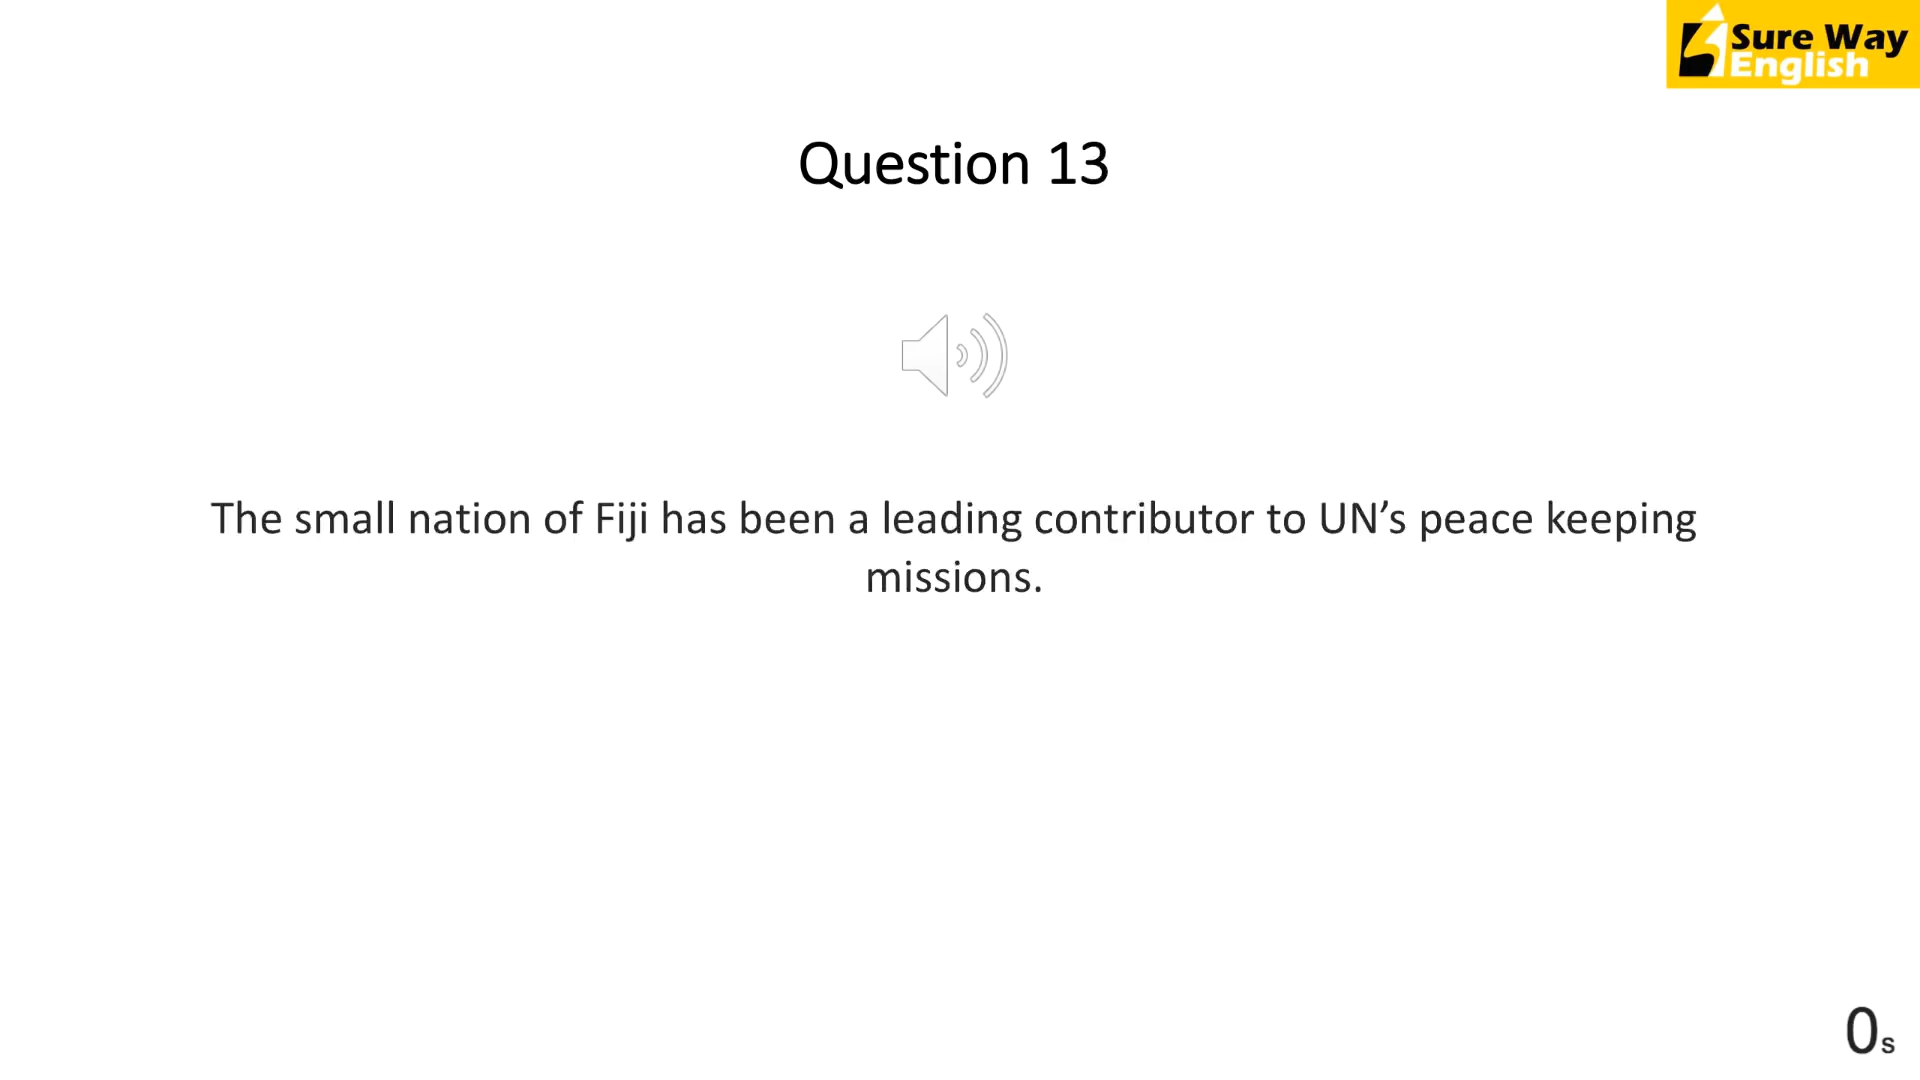 Sure Way
English
Question 13
The small nation of Fiji has been a leading contributor to UN’s peace keeping
missions.
0s